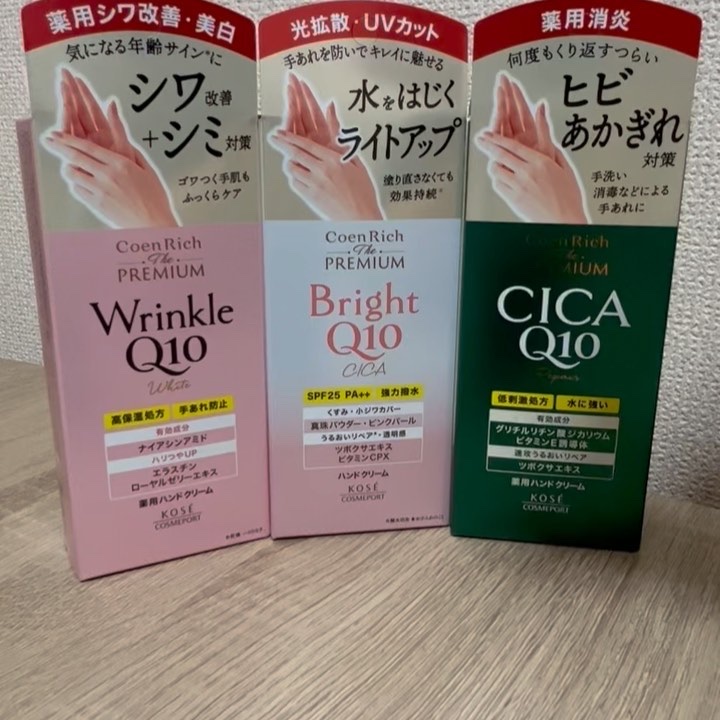 薬用シワ改善・美白
気になる年齢サイン*に
シワ改善
+シミ対策
ゴワつく手肌も
ふっくらケア
CoenRich
The
PREMIUM
Wrinkle
Q10
White
高保湿処方 手あれ防止
有効成分
ナイアシンアミド
ハリつやUP
エラスチン
ローヤルゼリーエキス
薬用ハンドクリーム
KOSÉ
COSMEPORT
光拡散・UVカット
手あれを防いでキレイに魅せる
水をはじく
ライトアップ
塗り直さなくても
効果持続*
CoenRich
The
PREMIUM
Bright
Q10
CICA
SPF25 PA++ 強力撥水
くすみ・小ジワカバー
真珠パウダー・ピンクパール
うるおいリペア*・透明感
ツボクサエキス
ビタミンCPX
ハンドクリーム
KOSÉ
COSMEPORT
薬用消炎
何度もくり返すつらい
ヒビ
あかぎれ
対策
手洗い
消毒などによる
手あれに
CoenRich
The
PREMIUM
CICA
Q10
低刺激処方 水に強い
有効成分
グリチルリチン酸ジカリウム
ビタミンE誘導体
速攻うるおいリペア
ツボクサエキス
薬用ハンドクリーム
KOSÉ
COSMEPORT